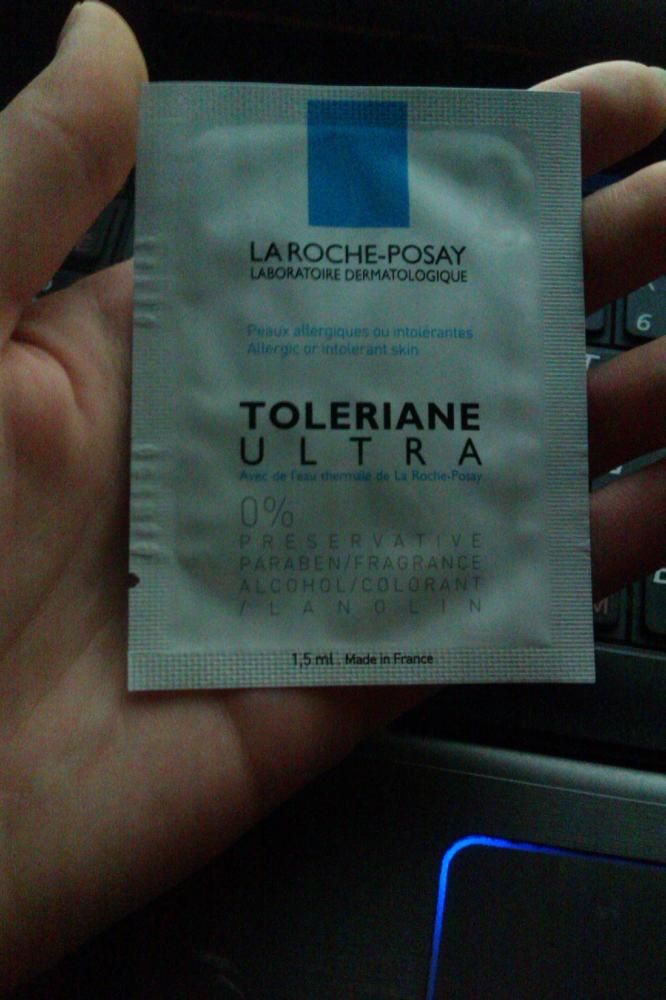 LA ROCHE-POSAY
LABORATOIRE DERMATOLOGIQUE
Peaux allergiques ou intolérantes
Allergic or intolerant skin
TOLERIANE
ULTRA
Avec de l'eau thermale de La Roche-Posay
0%
PRESERVATIVE
PARABEN/FRAGRANCE
ALCOHOL/COLORANT
/LANOLIN
1,5 ml . Made in France
6
M